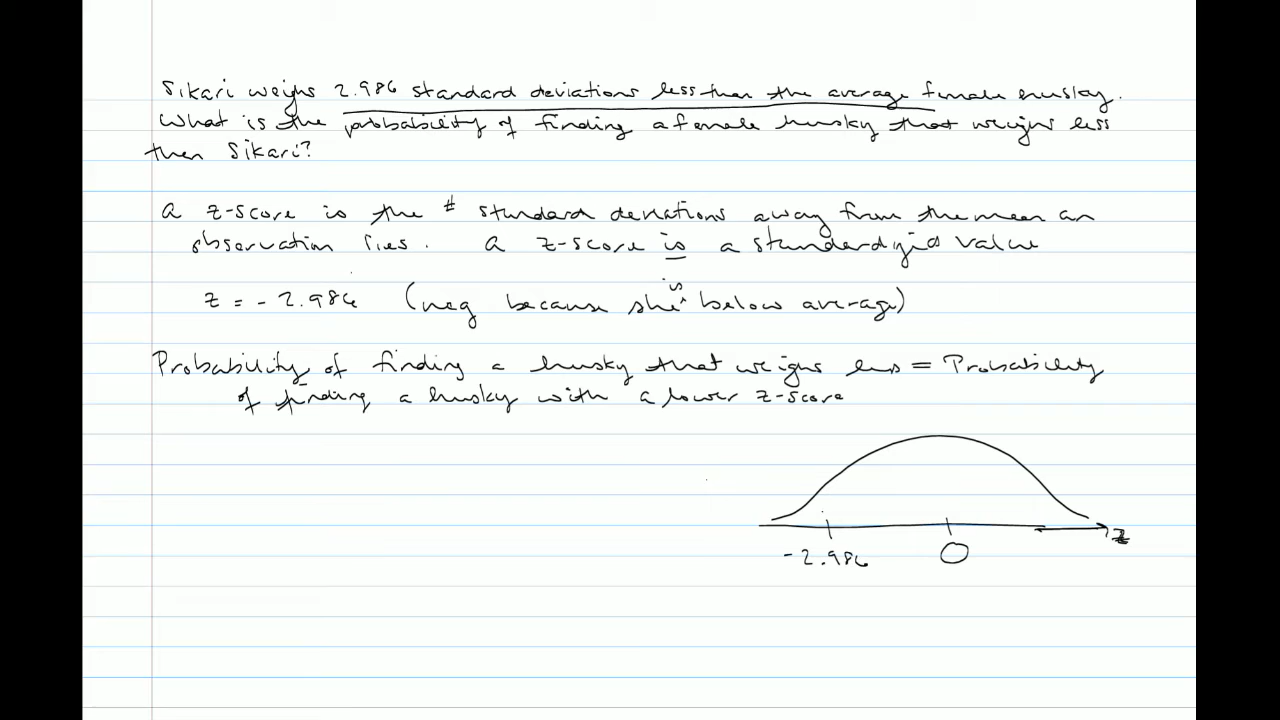 Sikari weighs 2.986 standard deviations less then the average female husky.
What is the probability of finding a female husky that weighs less
then Sikari?
A z-score is the # standard deviations away from the mean an
observation lies. A z-score is a standardized value
z = -2.986 (neg because she is below average)
Probability of finding a husky that weighs less = Probability
of finding a husky with a lower z-score
-2.986 0 z